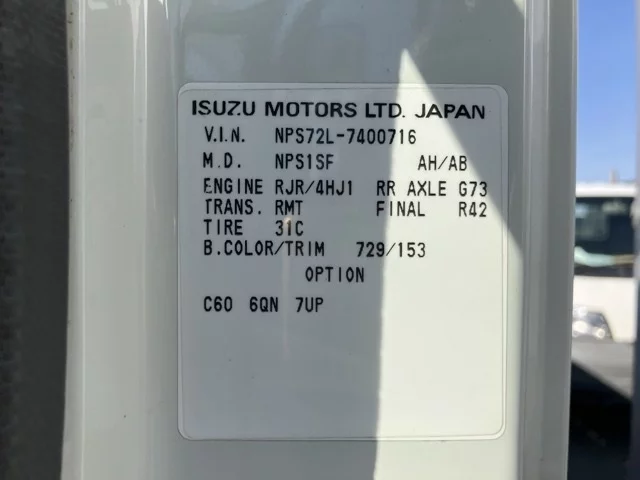 ISUZU MOTORS LTD. JAPAN
V.I.N. NPS72L-7400716
M.D. NPS1SF AH/AB
ENGINE RJR/4HJ1 RR AXLE G73
TRANS. RMT FINAL R42
TIRE 31C
B.COLOR/TRIM 729/153
OPTION
C60 6QN 7UP